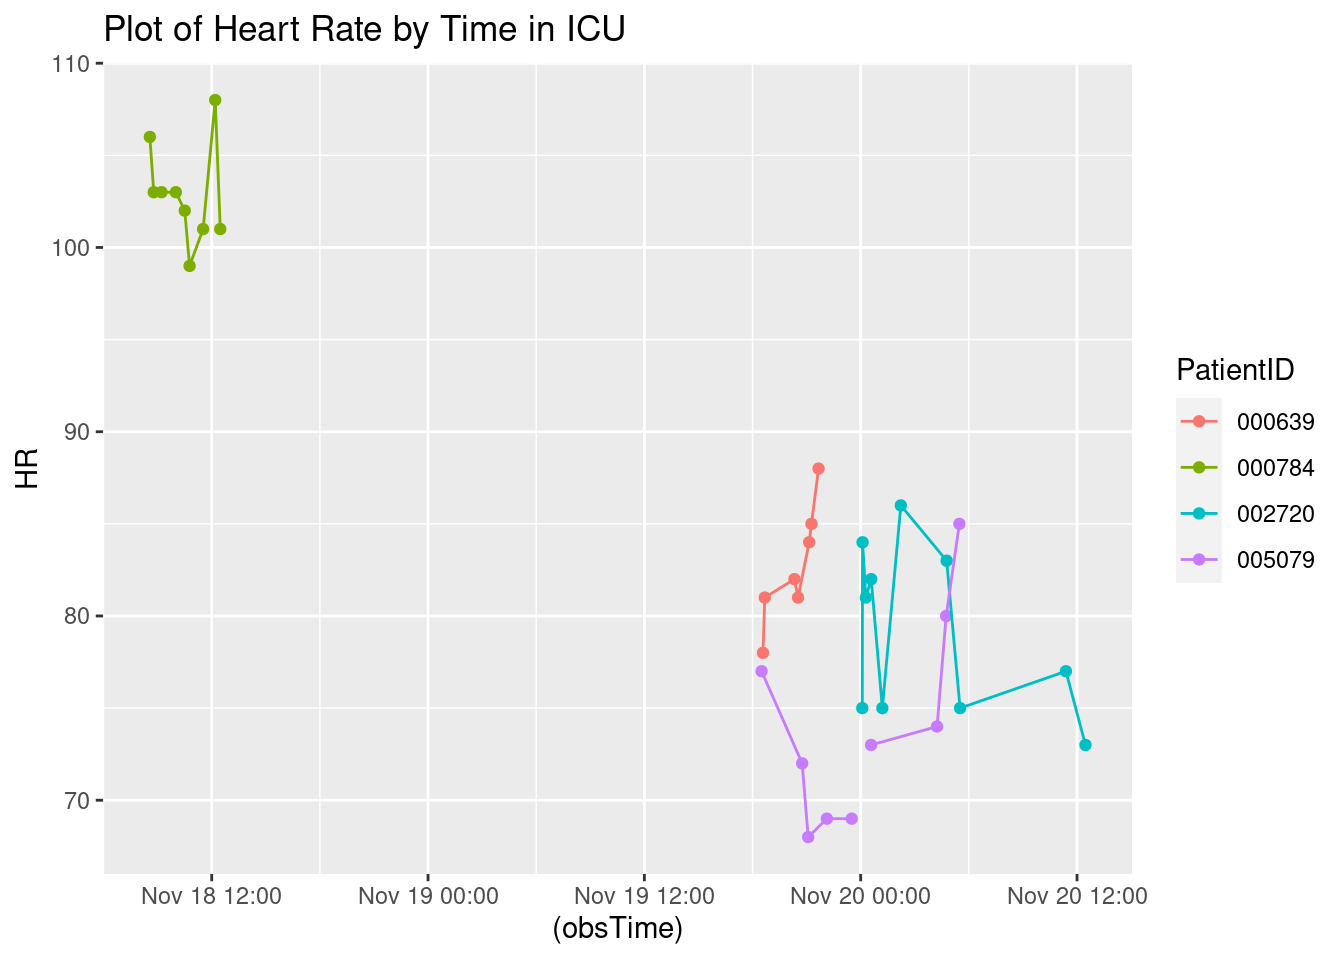 Plot of Heart Rate by Time in ICU
110
100
90
80
70
HR
Nov 18 12:00
Nov 19 00:00
Nov 19 12:00
Nov 20 00:00
Nov 20 12:00
(obsTime)
PatientID
000639
000784
002720
005079